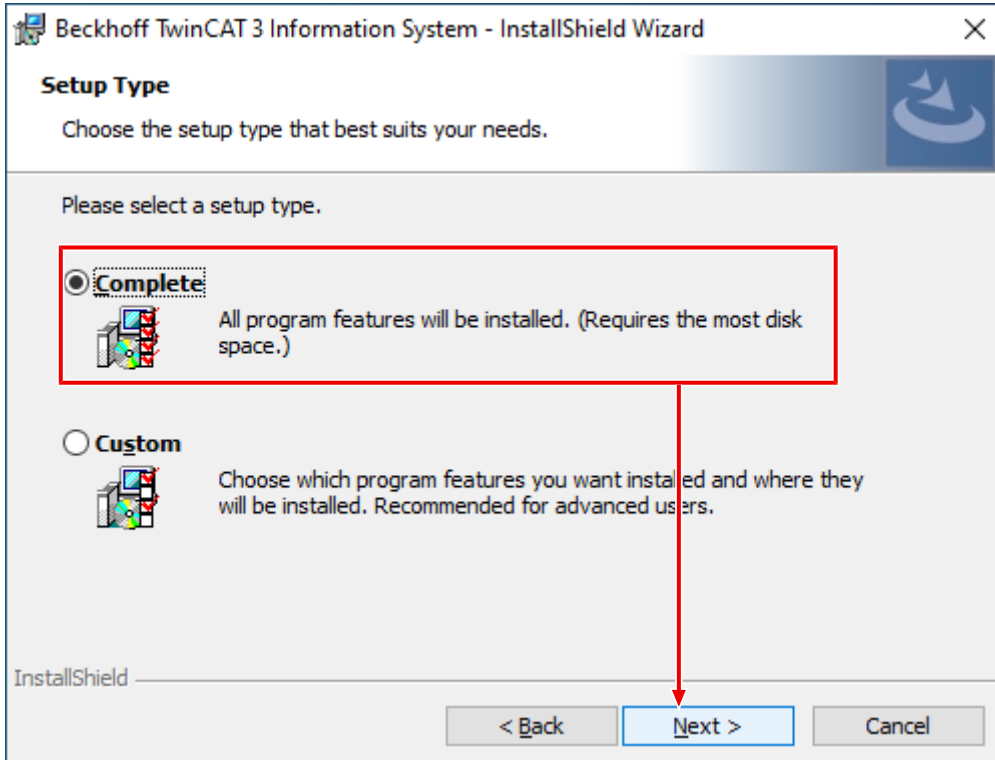 Beckhoff TwinCAT 3 Information System - InstallShield Wizard
Setup Type
Choose the setup type that best suits your needs.
Please select a setup type.
Complete
All program features will be installed. (Requires the most disk
space.)
Custom
Choose which program features you want installed and where they
will be installed. Recommended for advanced users.
InstallShield
< Back
Next >
Cancel